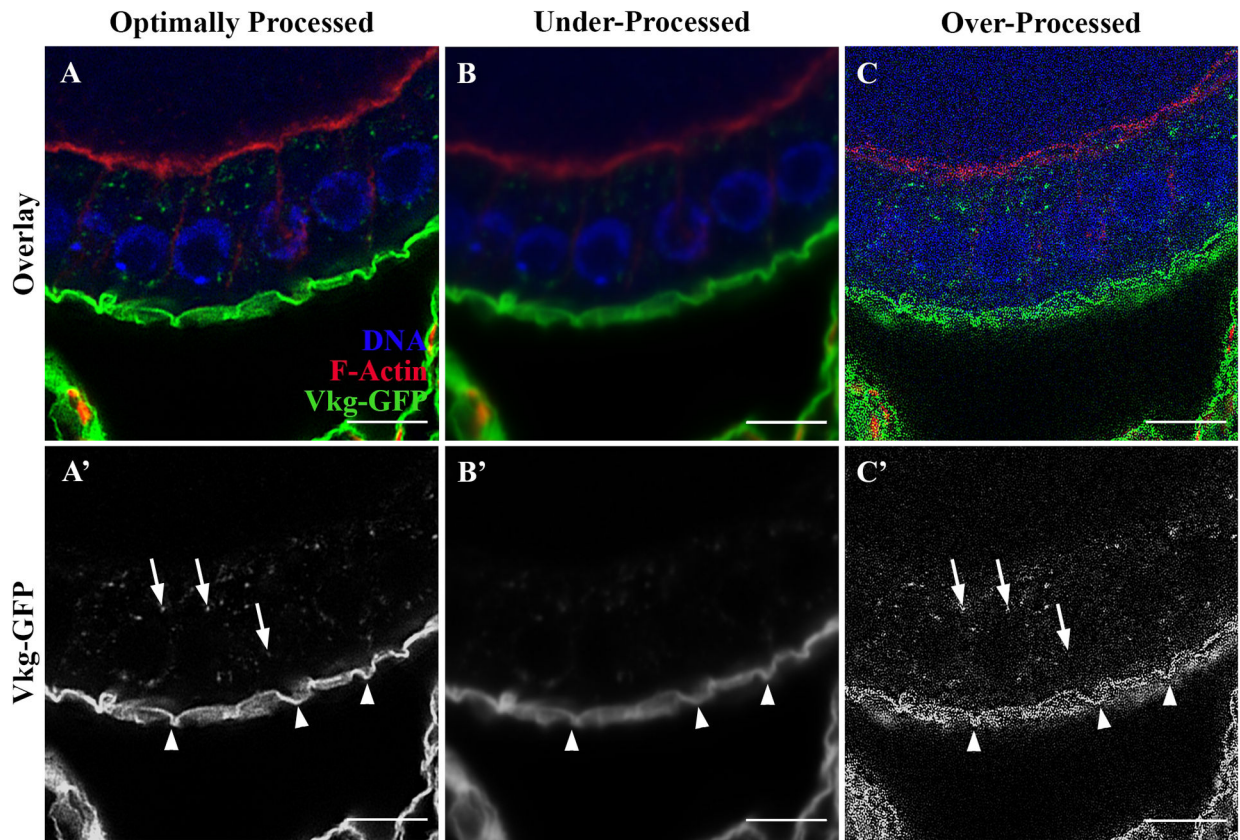 Optimally Processed
Under-Processed
Over-Processed
Overlay
A
B
C
DNA
F-Actin
Vkg-GFP
Vkg-GFP
A’
B’
C’